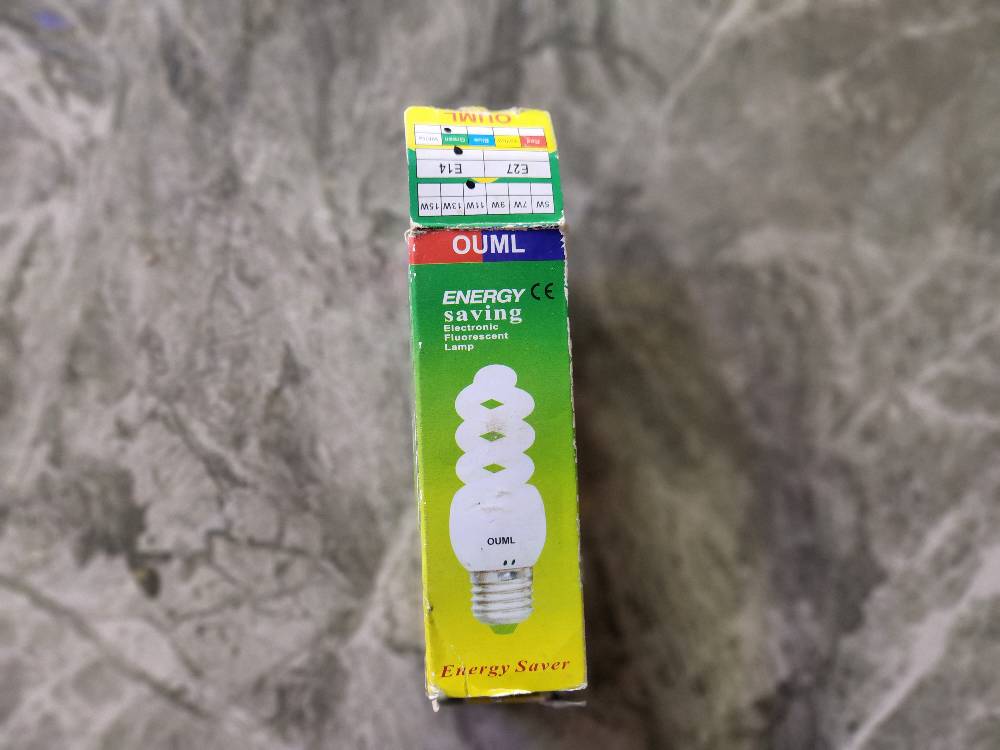 OUML
Red Yellow Blue Green White
E27 E14
5W 7W 9W 11W 13W 15W
OUML
ENERGY CE
saving
Electronic
Fluorescent
Lamp
OUML
Energy Saver